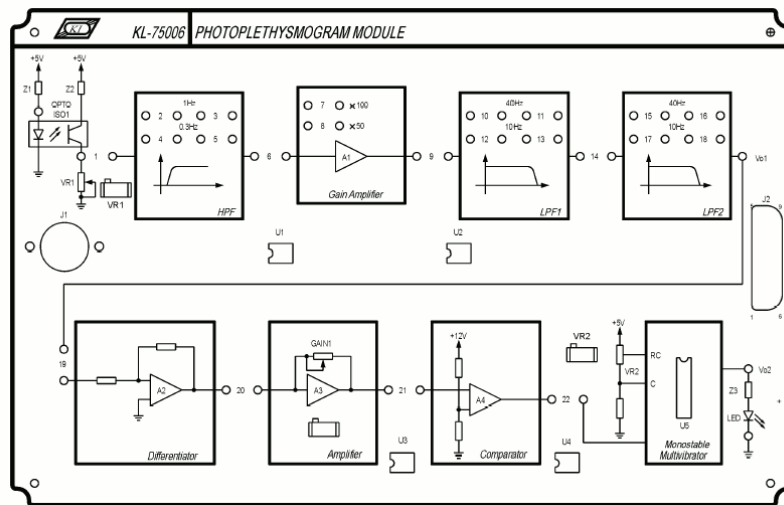 KL KL-75006 PHOTOPLETHYSMOGRAM MODULE
+5V +5V
Z1 Z2
OPTO
ISO1
1
VR1
VR1
J1
1Hz
2 3
0.3Hz
4 5
HPF
6
7 x100
8 x50
A1
Gain Amplifier
9
40Hz
10 11
10Hz
12 13
LPF1
14
40Hz
15 16
10Hz
17 18
LPF2
Vo1
J2
9
1 6
U1
U2
19
A2
Differentiator
20
GAIN1
A3
Amplifier
21
U3
+12V
A4
Comparator
22
U4
VR2
+5V
VR2
RC
C
U5
Monostable
Multivibrator
Vo2
Z3
LED
+